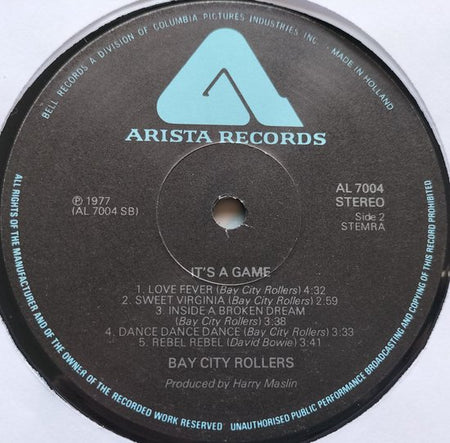 BELL RECORDS A DIVISION OF COLUMBIA PICTURES INDUSTRIES INC. MADE IN HOLLAND
ARISTA RECORDS
℗ 1977
(AL 7004 SB)
AL 7004
STEREO
Side 2
STEMRA
IT'S A GAME
1. LOVE FEVER (Bay City Rollers) 4:32
2. SWEET VIRGINIA (Bay City Rollers) 2:59
3. INSIDE A BROKEN DREAM
(Bay City Rollers) 3:38
4. DANCE DANCE DANCE (Bay City Rollers) 3:33
5. REBEL REBEL (David Bowie) 3:41
BAY CITY ROLLERS
Produced by Harry Maslin
ALL RIGHTS OF THE MANUFACTURER AND OF THE OWNER OF THE RECORDED WORK RESERVED UNAUTHORISED PUBLIC PERFORMANCE BROADCASTING AND COPYING OF THIS RECORD PROHIBITED